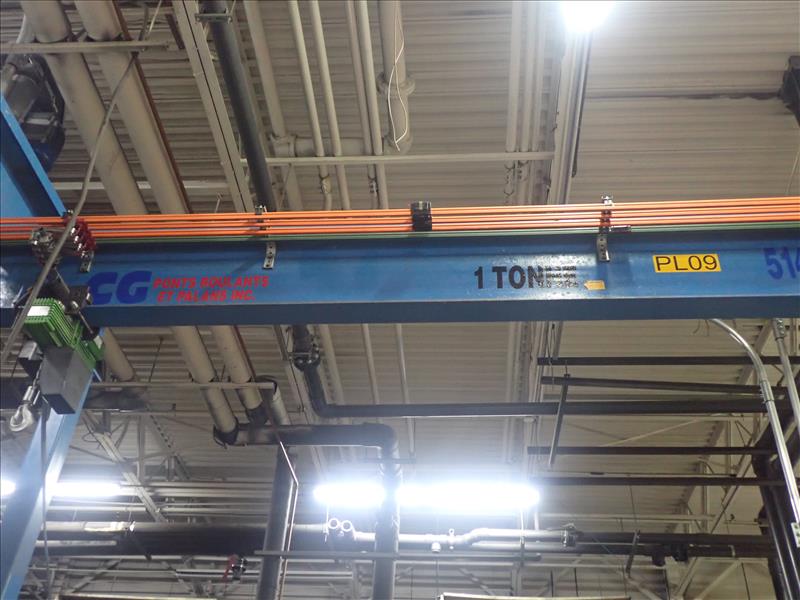 CG
PONTS ROULANTS
ET PALANS INC.
1 TONNE
PL09
514